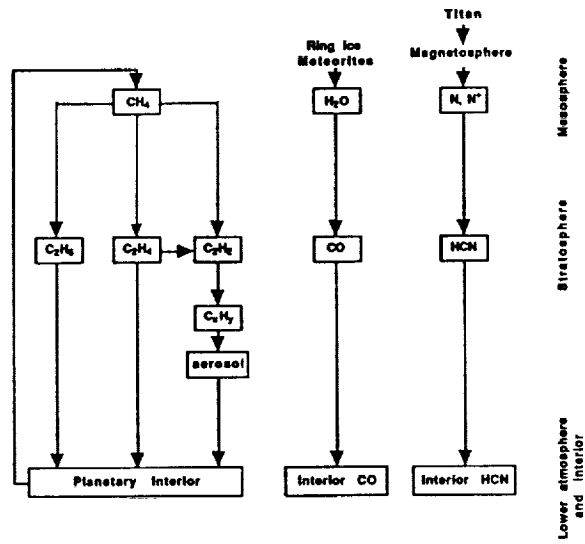 Titan
Magnetosphere
Ring Ice
Meteorites
Mesosphere
CH₄
H₂O
N, N⁺
Stratosphere
C₂H₆
C₂H₄
C₂H₂
CO
HCN
CₓHᵧ
aerosol
Planetary Interior
Interior CO
Interior HCN
Lower atmosphere
and Interior